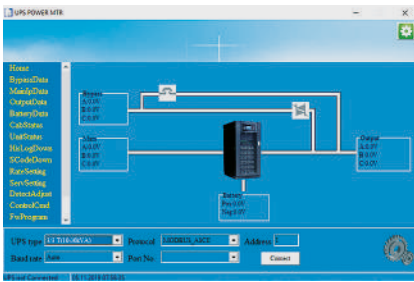 UPS POWER MTR
Home
BypassData
MainIpData
OutputData
BatteryData
CabStatus
UnitStatus
HisLogDown
SCodeDown
RateSetting
ServSetting
DetectAdjust
ControlCmd
FwProgram
Bypass
A:0.0V
B:0.0V
C:0.0V
Main
A:0.0V
B:0.0V
C:0.0V
Output
A:0.0V
B:0.0V
C:0.0V
Battery
Pos:0.0V
Neg:0.0V
UPS type
Protocol MODBUS_ASCII
Address 1
Baud rate Auto
Port No
Connect
UPS not Connected